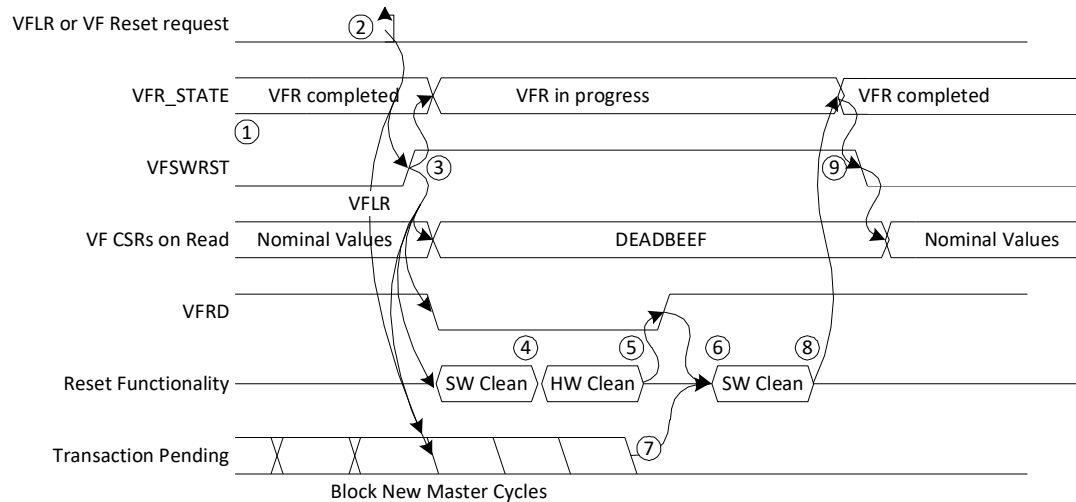 VFLR or VF Reset request
②
VFR_STATE
VFR completed
VFR in progress
VFR completed
①
VFSWRST
③
⑨
VFLR
VF CSRs on Read
Nominal Values
DEADBEEF
Nominal Values
VFRD
④
⑤
⑥
⑧
Reset Functionality
SW Clean
HW Clean
SW Clean
Transaction Pending
⑦
Block New Master Cycles